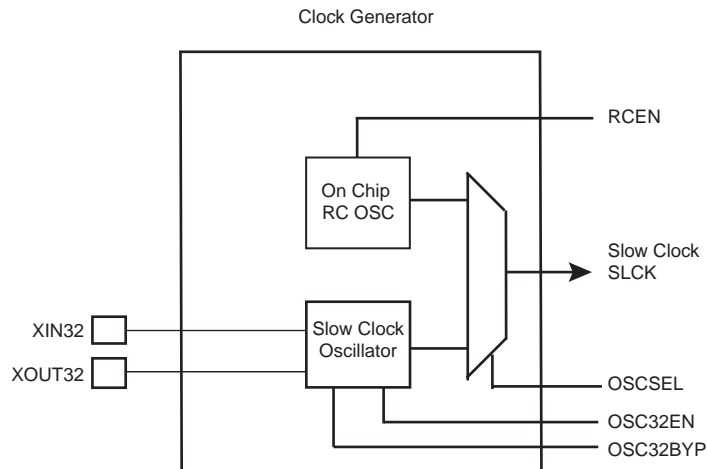 Clock Generator
RCEN
On Chip
RC OSC
Slow Clock
SLCK
XIN32
Slow Clock
Oscillator
XOUT32
OSCSEL
OSC32EN
OSC32BYP